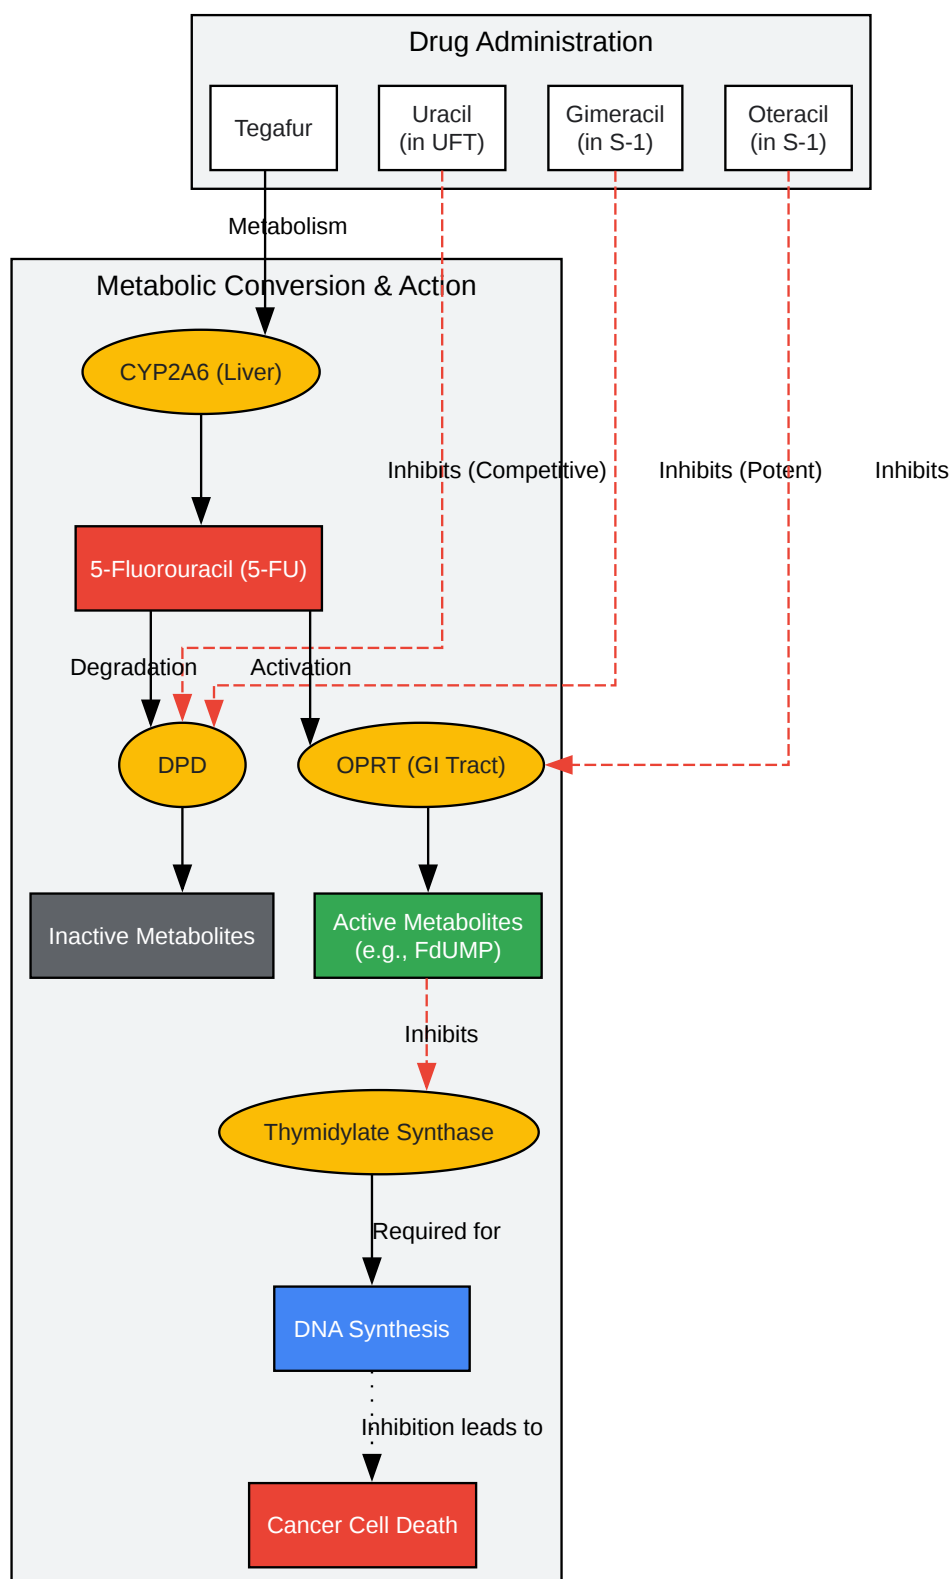 Drug Administration
Tegafur
Uracil
(in UFT)
Gimeracil
(in S-1)
Oteracil
(in S-1)
Metabolism
Metabolic Conversion & Action
CYP2A6 (Liver)
Inhibits (Competitive)
Inhibits (Potent)
Inhibits
5-Fluorouracil (5-FU)
Degradation
Activation
DPD
OPRT (GI Tract)
Inactive Metabolites
Active Metabolites
(e.g., FdUMP)
Inhibits
Thymidylate Synthase
Required for
DNA Synthesis
Inhibition leads to
Cancer Cell Death